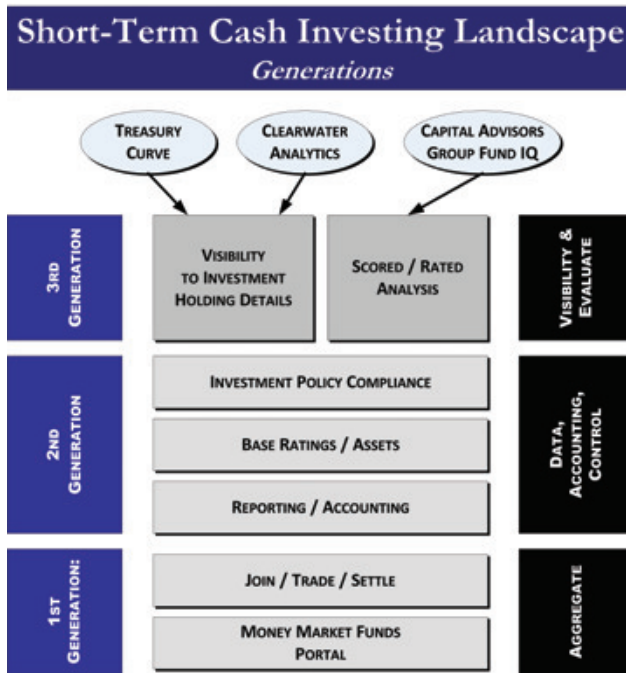 Short-Term Cash Investing Landscape
Generations
TREASURY
CURVE
CLEARWATER
ANALYTICS
CAPITAL ADVISORS
GROUP FUND IQ
3RD
GENERATION
VISIBILITY
TO INVESTMENT
HOLDING DETAILS
SCORED / RATED
ANALYSIS
VISIBILITY &
EVALUATE
2ND
GENERATION
INVESTMENT POLICY COMPLIANCE
BASE RATINGS / ASSETS
REPORTING / ACCOUNTING
DATA,
ACCOUNTING,
CONTROL
1ST
GENERATION:
JOIN / TRADE / SETTLE
MONEY MARKET FUNDS
PORTAL
AGGREGATE